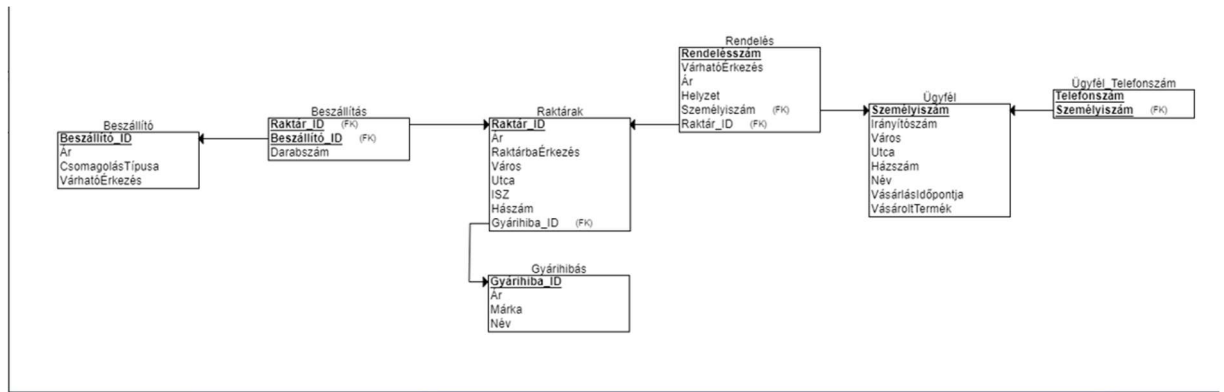 Beszállító
Beszállító_ID
Ár
CsomagolásTípusa
VárhatóÉrkezés
Beszállítás
Raktár_ID (FK)
Beszállító_ID (FK)
Darabszám
Raktárak
Raktár_ID
Ár
RaktárbaÉrkezés
Város
Utca
ISZ
Hászám
Gyárihiba_ID (FK)
Gyárihibás
Gyárihiba_ID
Ár
Márka
Név
Rendelés
Rendelésszám
VárhatóÉrkezés
Ár
Helyzet
Személyiszám (FK)
Raktár_ID (FK)
Ügyfél
Személyiszám
Irányítószám
Város
Utca
Házszám
Név
VásárlásIdőpontja
VásároltTermék
Ügyfél_Telefonszám
Telefonszám
Személyiszám (FK)